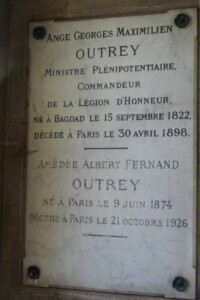 Ange Georges Maximilien
OUTREY
Ministre Plénipotentiaire,
Commandeur
de la Légion d'Honneur,
né à Bagdad le 15 septembre 1822,
décédé à Paris le 30 avril 1898.
Amédée Albert Fernand
OUTREY
né à Paris le 9 juin 1874
décédé à Paris le 21 octobre 1926